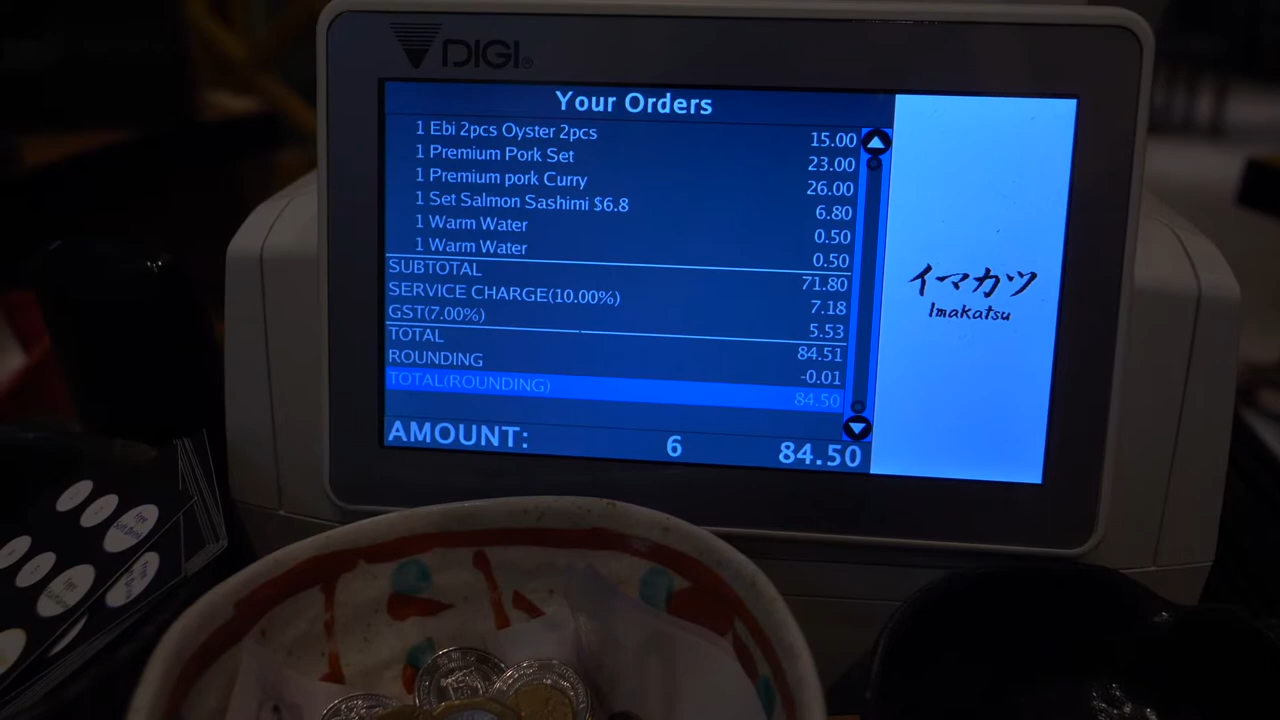 DIGI®
Your Orders
1 Ebi 2pcs Oyster 2pcs 15.00
1 Premium Pork Set 23.00
1 Premium pork Curry 26.00
1 Set Salmon Sashimi $6.8 6.80
1 Warm Water 0.50
1 Warm Water 0.50
SUBTOTAL 71.80
SERVICE CHARGE(10.00%) 7.18
GST(7.00%) 5.53
TOTAL 84.51
ROUNDING -0.01
TOTAL(ROUNDING) 84.50
AMOUNT: 6 84.50
イマカツ
Imakatsu
Free
Soft Drink